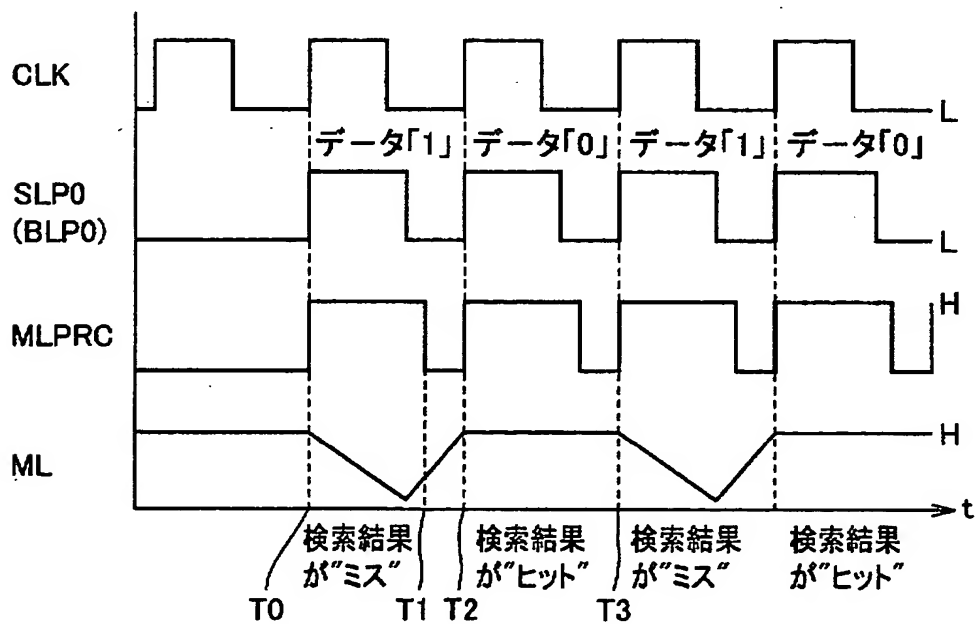 CLK
L
データ「1」 データ「0」 データ「1」 データ「0」
SLP0
(BLP0)
L
H
MLPRC
H
ML
t
検索結果 検索結果 検索結果 検索結果
が"ミス" が"ヒット" が"ミス" が"ヒット"
T0 T1 T2 T3